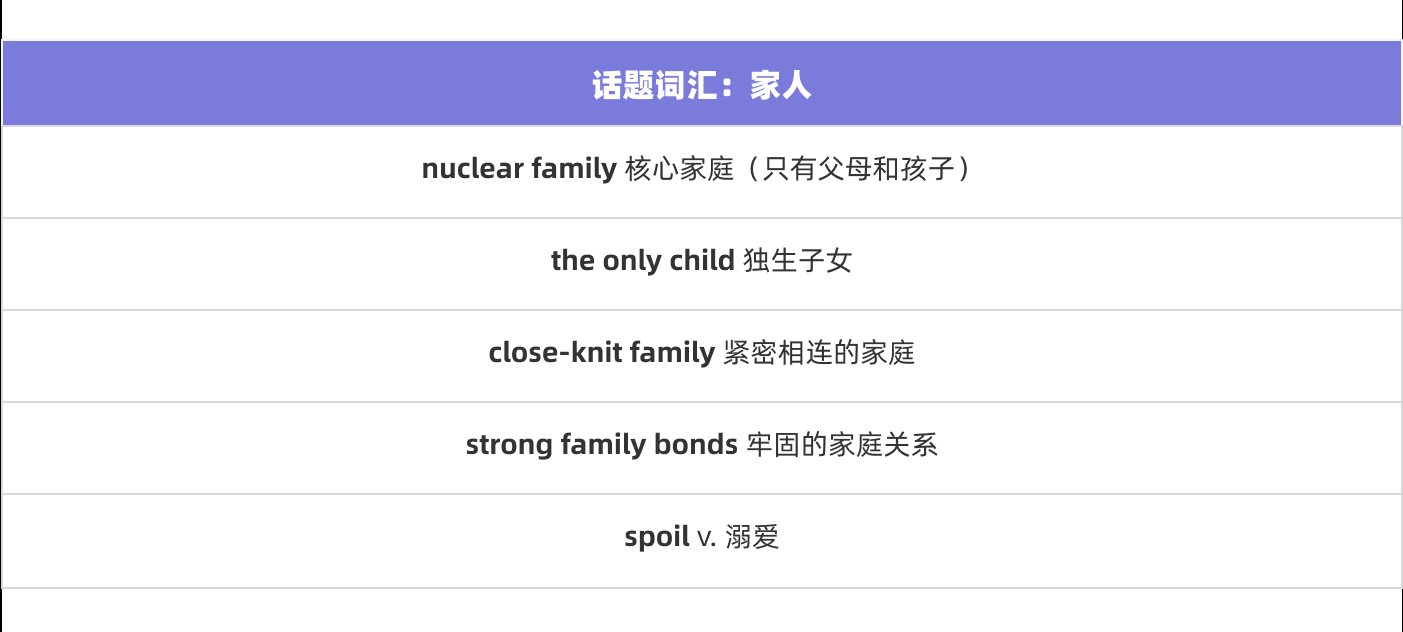 话题词汇：家人
nuclear family 核心家庭（只有父母和孩子）
the only child 独生子女
close-knit family 紧密相连的家庭
strong family bonds 牢固的家庭关系
spoil v. 溺爱